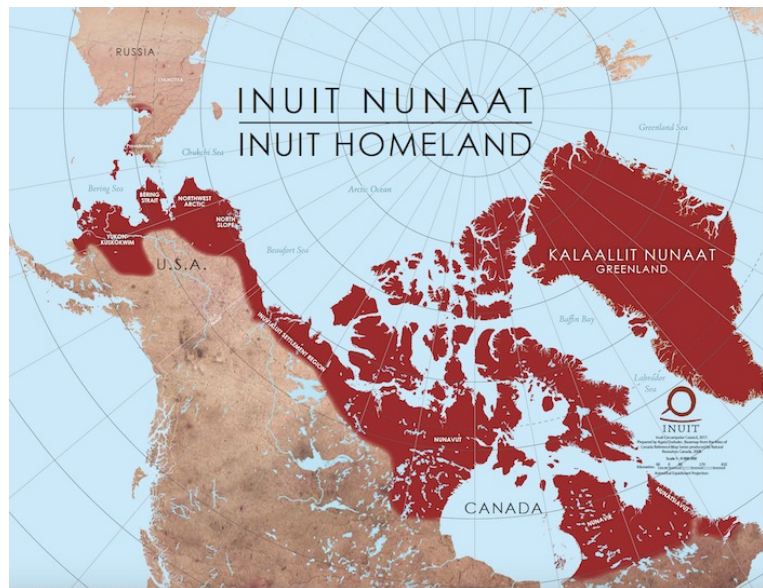 RUSSIA
INUIT NUNAAT
INUIT HOMELAND
Greenland Sea
Chukchi Sea
Bering Sea
Arctic Ocean
BERING
STRAIT
NORTHWEST
ARCTIC
NORTH
SLOPE
YUKON-
KUSKOKWIM
U.S.A.
Beaufort Sea
KALAALLIT NUNAAT
GREENLAND
INUVIALUIT SETTLEMENT REGION
Baffin Bay
Labrador
Sea
INUIT
NUNAVUT
CANADA
NUNAVIK
NUNATSIAVUT